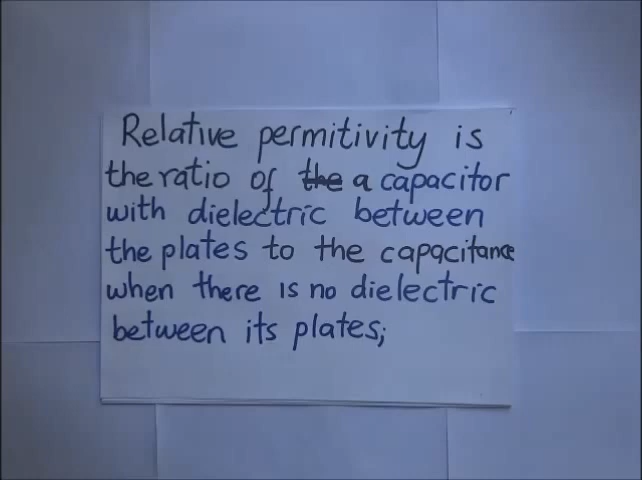 Relative permitivity is
the ratio of the a capacitor
with dielectric between
the plates to the capacitance
when there is no dielectric
between its plates;